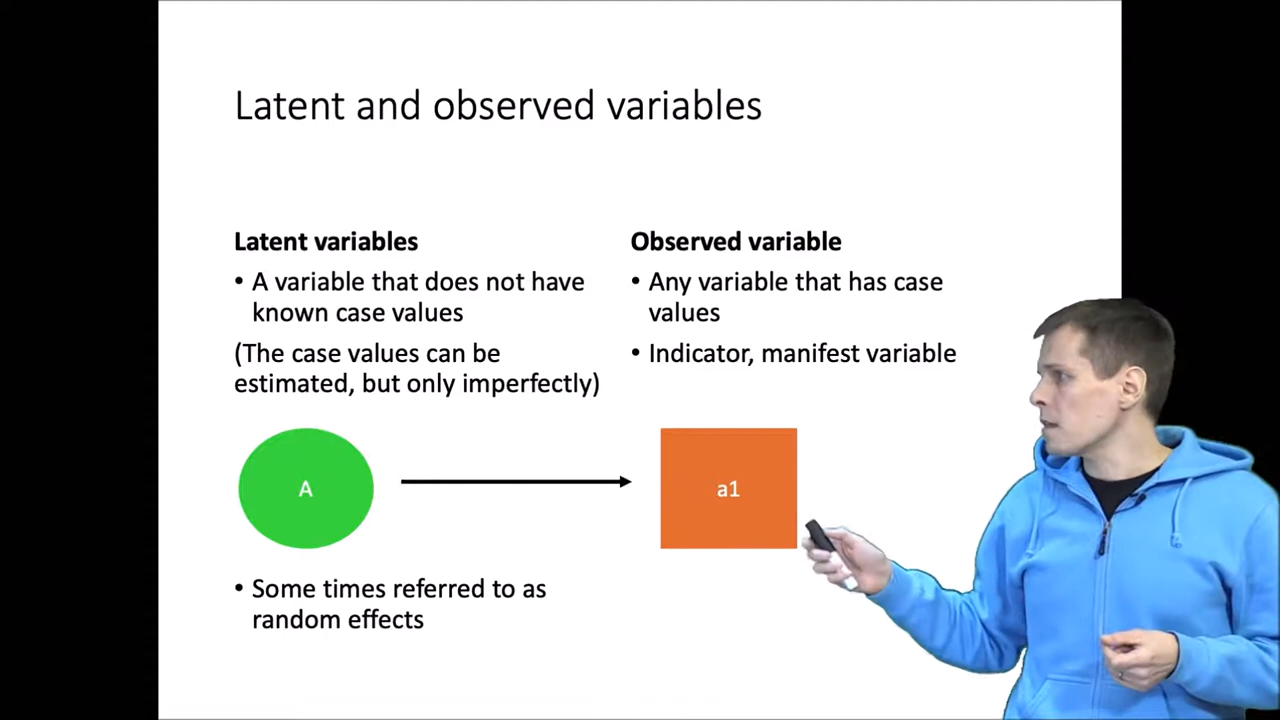 Latent and observed variables
Latent variables
• A variable that does not have
known case values
(The case values can be
estimated, but only imperfectly)
A
• Some times referred to as
random effects
Observed variable
• Any variable that has case
values
• Indicator, manifest variable
a1